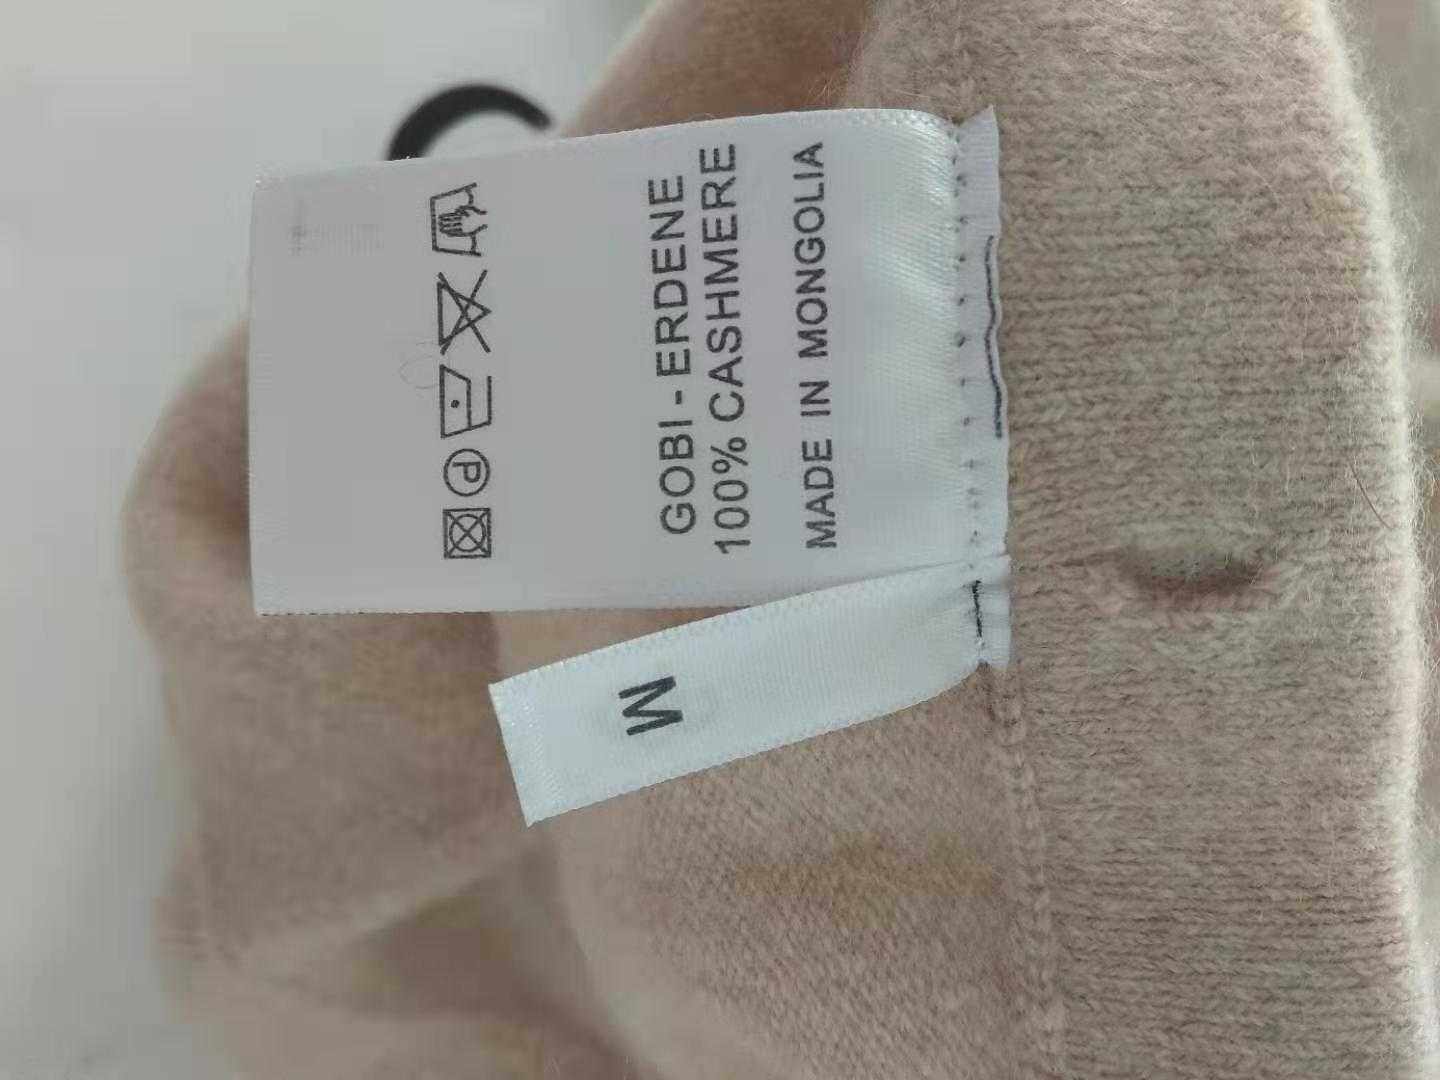 GOBI - ERDENE
100% CASHMERE
MADE IN MONGOLIA
P
M